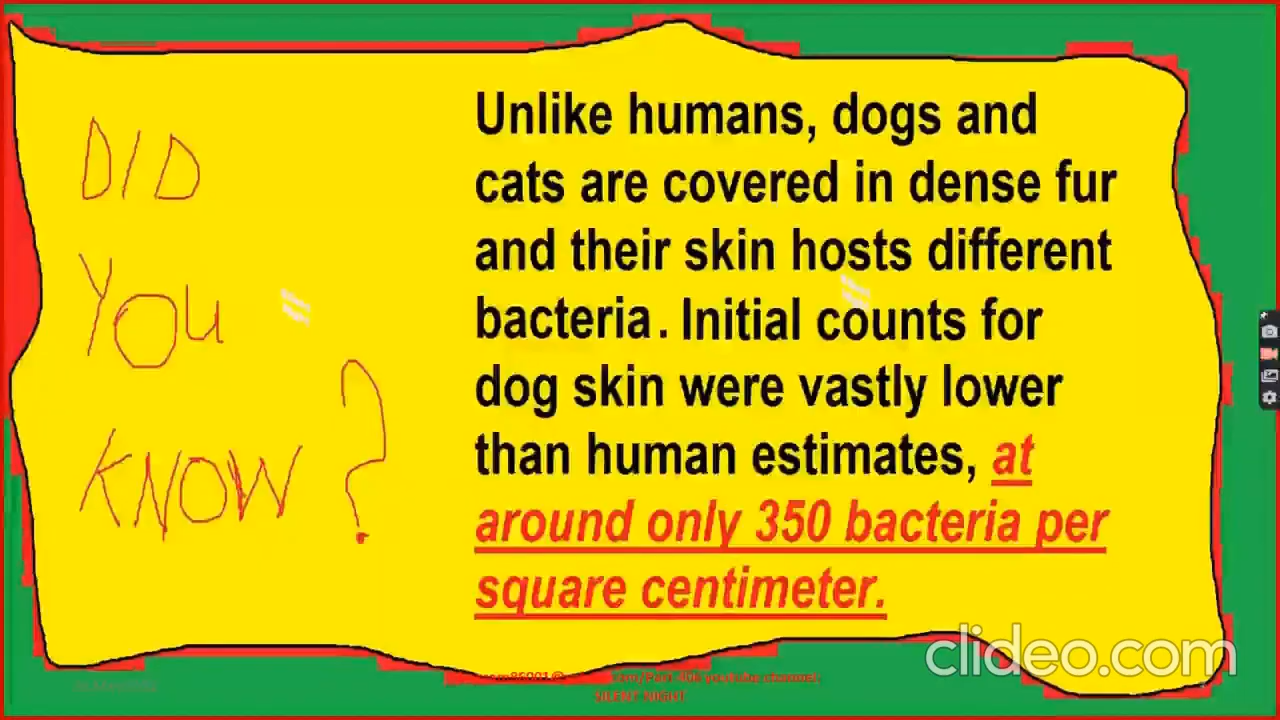 DID
YOU
KNOW?
Unlike humans, dogs and
cats are covered in dense fur
and their skin hosts different
bacteria. Initial counts for
dog skin were vastly lower
than human estimates, at
around only 350 bacteria per
square centimeter.
clideo.com